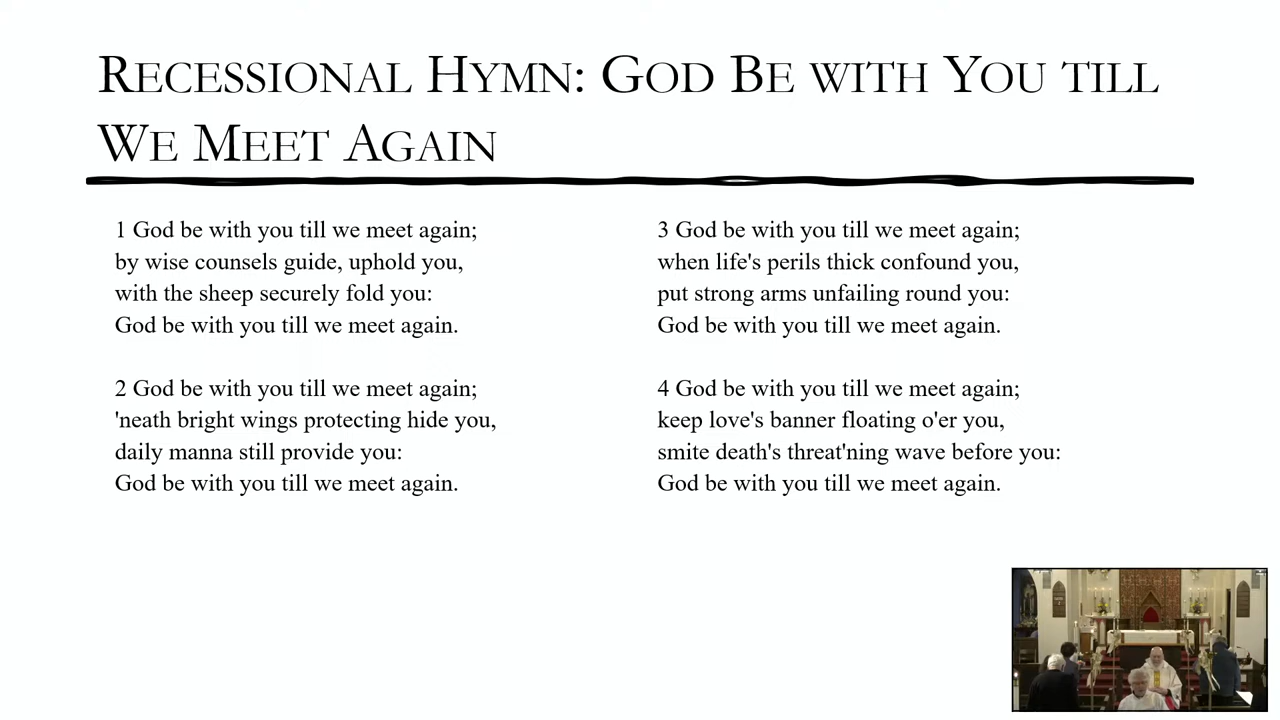 Recessional Hymn: God Be with You till
We Meet Again
1 God be with you till we meet again;
by wise counsels guide, uphold you,
with the sheep securely fold you:
God be with you till we meet again.
2 God be with you till we meet again;
'neath bright wings protecting hide you,
daily manna still provide you:
God be with you till we meet again.
3 God be with you till we meet again;
when life's perils thick confound you,
put strong arms unfailing round you:
God be with you till we meet again.
4 God be with you till we meet again;
keep love's banner floating o'er you,
smite death's threat'ning wave before you:
God be with you till we meet again.